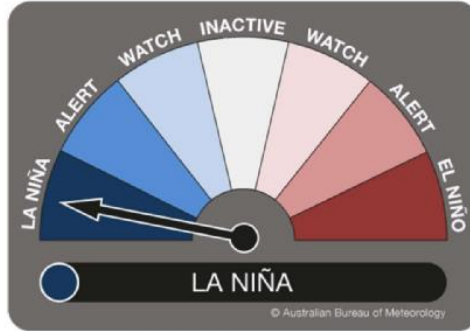 LA NIÑA
ALERT
WATCH
INACTIVE
WATCH
ALERT
EL NIÑO
LA NIÑA
© Australian Bureau of Meteorology